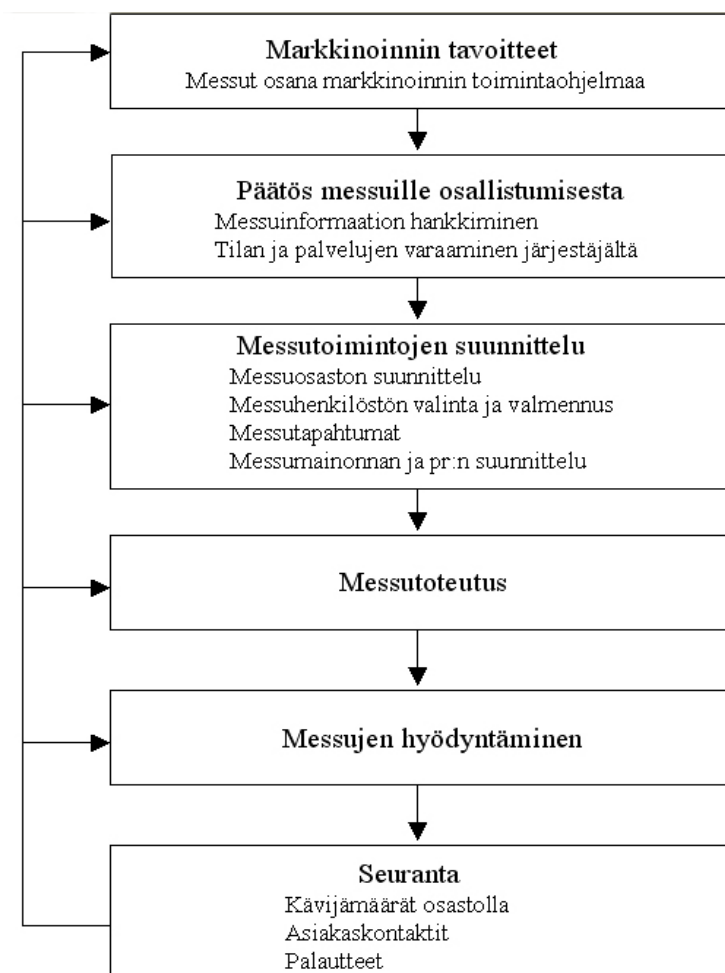 Markkinoinnin tavoitteet
Messut osana markkinoinnin toimintaohjelmaa
Päätös messuille osallistumisesta
Messuinformaation hankkiminen
Tilan ja palvelujen varaaminen järjestäjältä
Messutoimintojen suunnittelu
Messuosaston suunnittelu
Messuhenkilöstön valinta ja valmennus
Messutapahtumat
Messumainonnan ja pr:n suunnittelu
Messutoteutus
Messujen hyödyntäminen
Seuranta
Kävijämäärät osastolla
Asiakaskontaktit
Palautteet